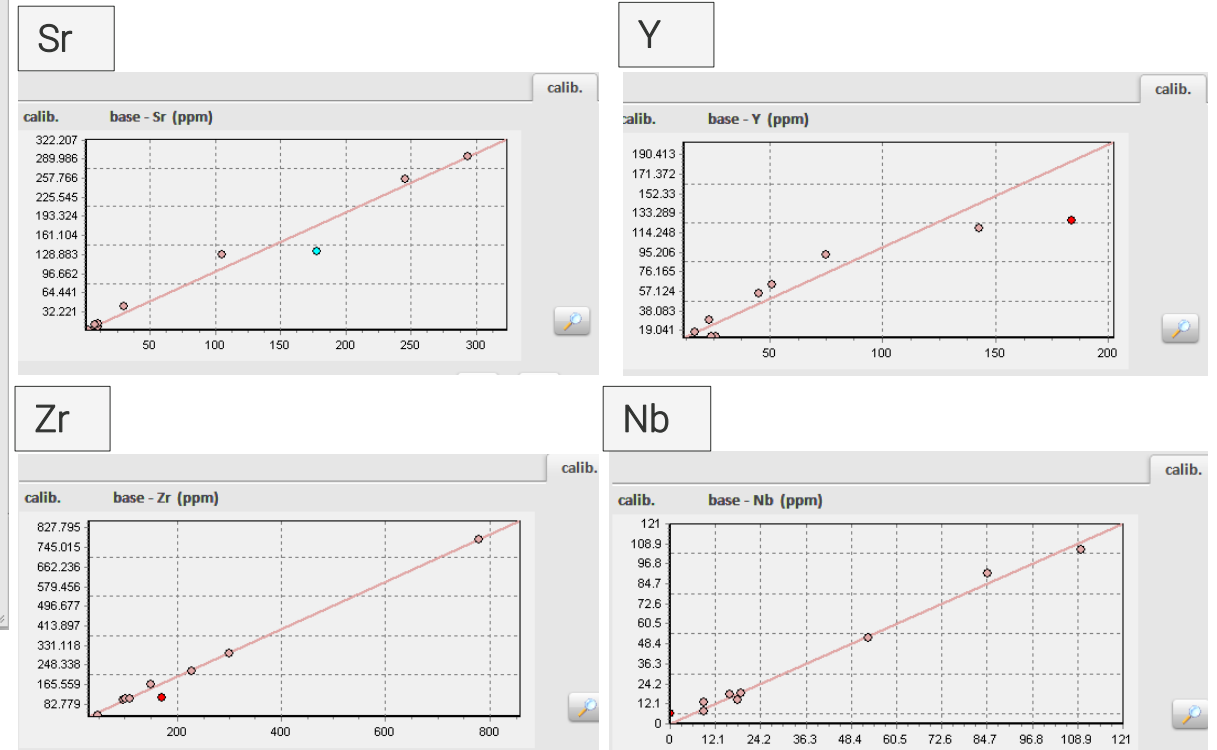 Sr
calib.
calib. base - Sr (ppm)
322.207
289.986
257.766
225.545
193.324
161.104
128.883
96.662
64.441
32.221
50 100 150 200 250 300
Y
calib.
calib. base - Y (ppm)
190.413
171.372
152.33
133.289
114.248
95.206
76.165
57.124
38.083
19.041
50 100 150 200
Zr
calib.
calib. base - Zr (ppm)
827.795
745.015
662.236
579.456
496.677
413.897
331.118
248.338
165.559
82.779
200 400 600 800
Nb
calib.
calib. base - Nb (ppm)
121
108.9
96.8
84.7
72.6
60.5
48.4
36.3
24.2
12.1
0
0 12.1 24.2 36.3 48.4 60.5 72.6 84.7 96.8 108.9 121